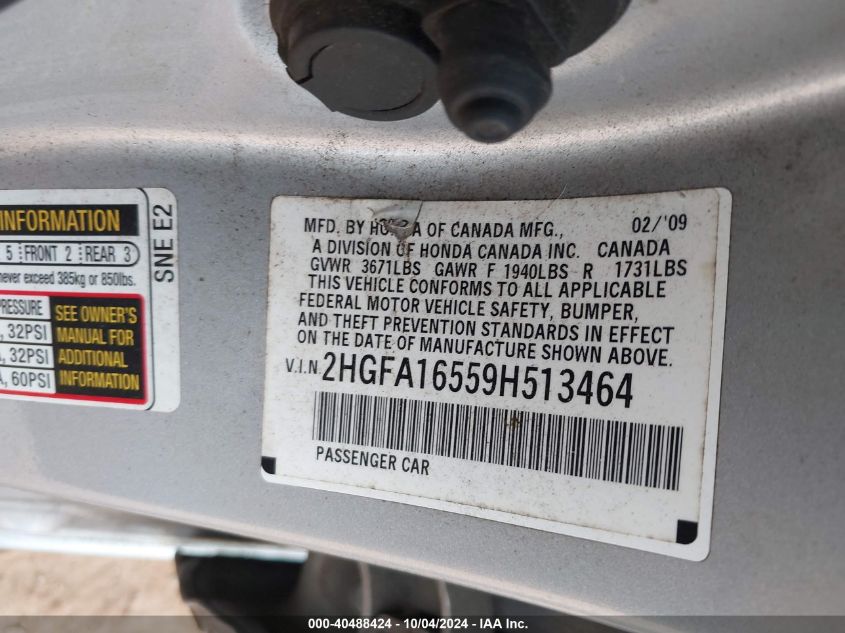 INFORMATION
5 FRONT 2 REAR 3
never exceed 385kg or 850lbs.
PRESSURE
, 32PSI
, 32PSI
, 60PSI
SEE OWNER'S
MANUAL FOR
ADDITIONAL
INFORMATION
SNE E2
MFD. BY HONDA OF CANADA MFG., 02/'09
A DIVISION OF HONDA CANADA INC. CANADA
GVWR 3671LBS GAWR F 1940LBS R 1731LBS
THIS VEHICLE CONFORMS TO ALL APPLICABLE
FEDERAL MOTOR VEHICLE SAFETY, BUMPER,
AND THEFT PREVENTION STANDARDS IN EFFECT
ON THE DATE OF MANUFACTURE SHOWN ABOVE.
V.I.N. 2HGFA16559H513464
PASSENGER CAR
000-40488424 - 10/04/2024 - IAA Inc.